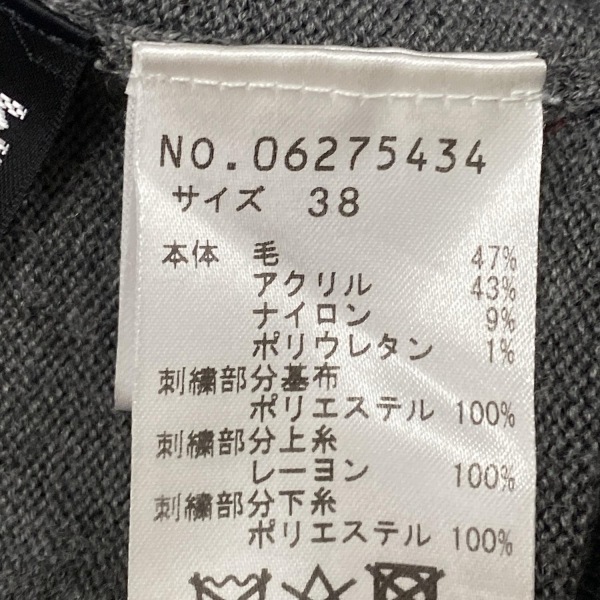 NO.06275434
サイズ 38
本体 毛 47%
アクリル 43%
ナイロン 9%
ポリウレタン 1%
刺繍部分基布
ポリエステル 100%
刺繍部分上糸
レーヨン 100%
刺繍部分下糸
ポリエステル 100%